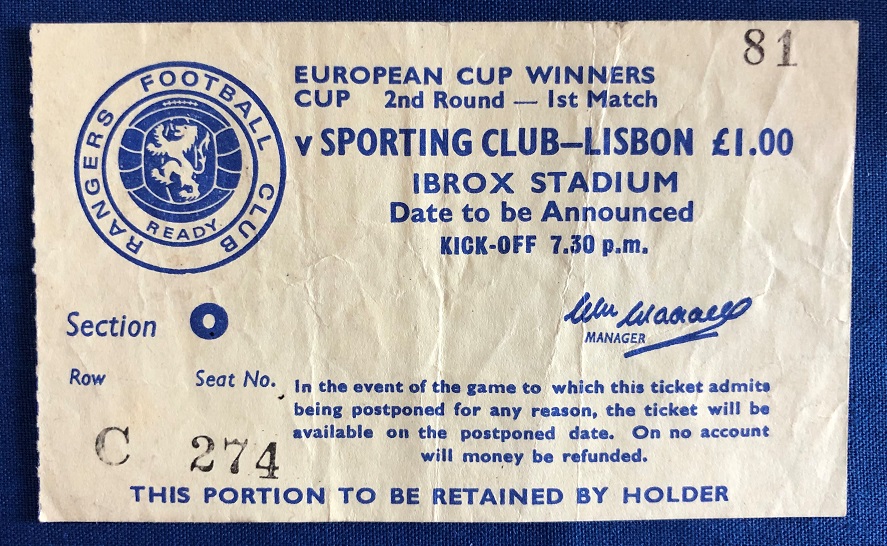 81
RANGERS FOOTBALL CLUB
READY
EUROPEAN CUP WINNERS
CUP 2nd Round — 1st Match
v SPORTING CLUB—LISBON £1.00
IBROX STADIUM
Date to be Announced
KICK-OFF 7.30 p.m.
Section O
MANAGER
Row Seat No.
C 274
In the event of the game to which this ticket admits
being postponed for any reason, the ticket will be
available on the postponed date. On no account
will money be refunded.
THIS PORTION TO BE RETAINED BY HOLDER